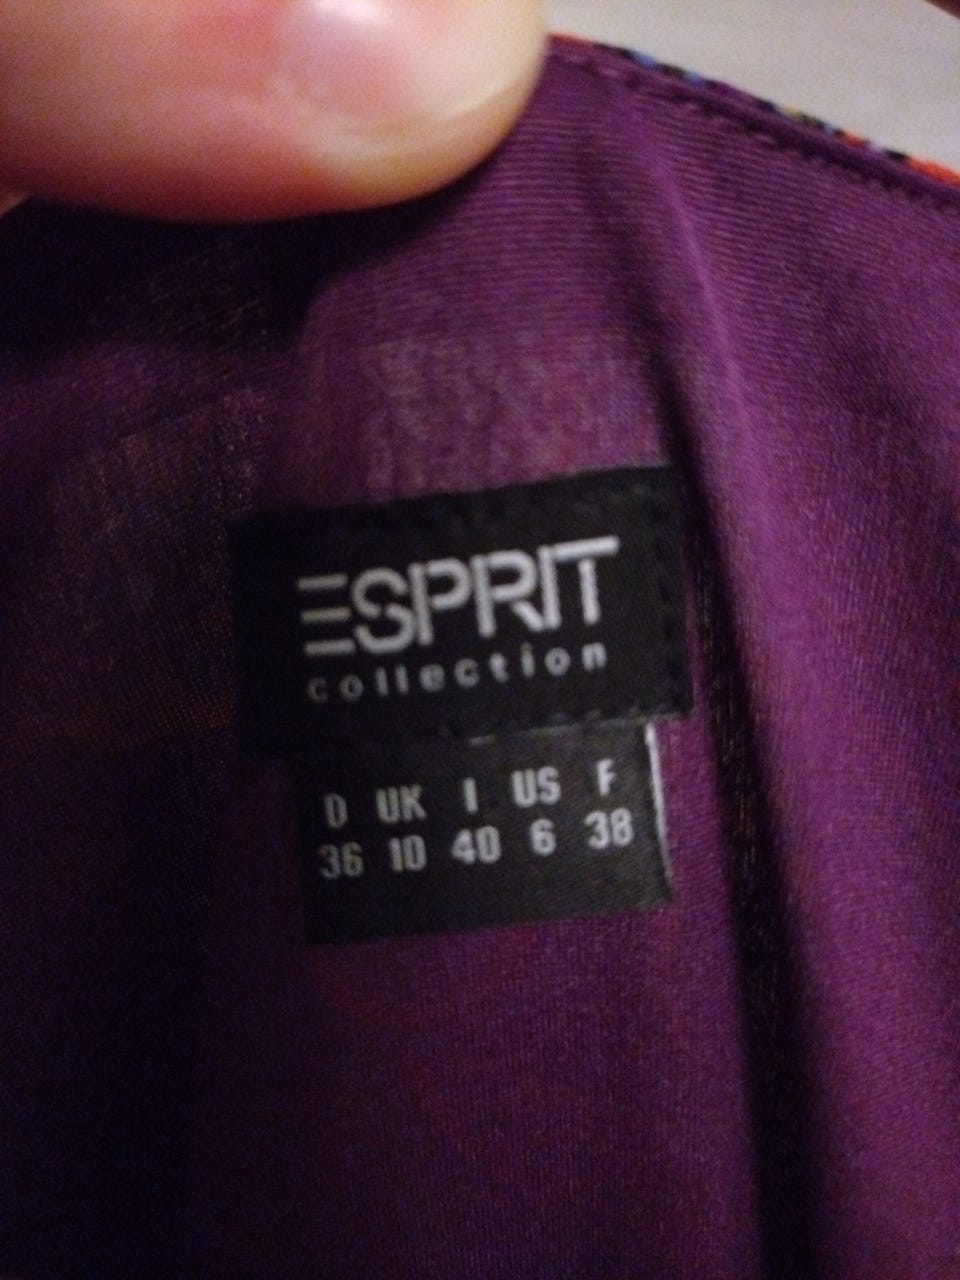 ESPRIT
collection
D UK I US F
36 10 40 6 38